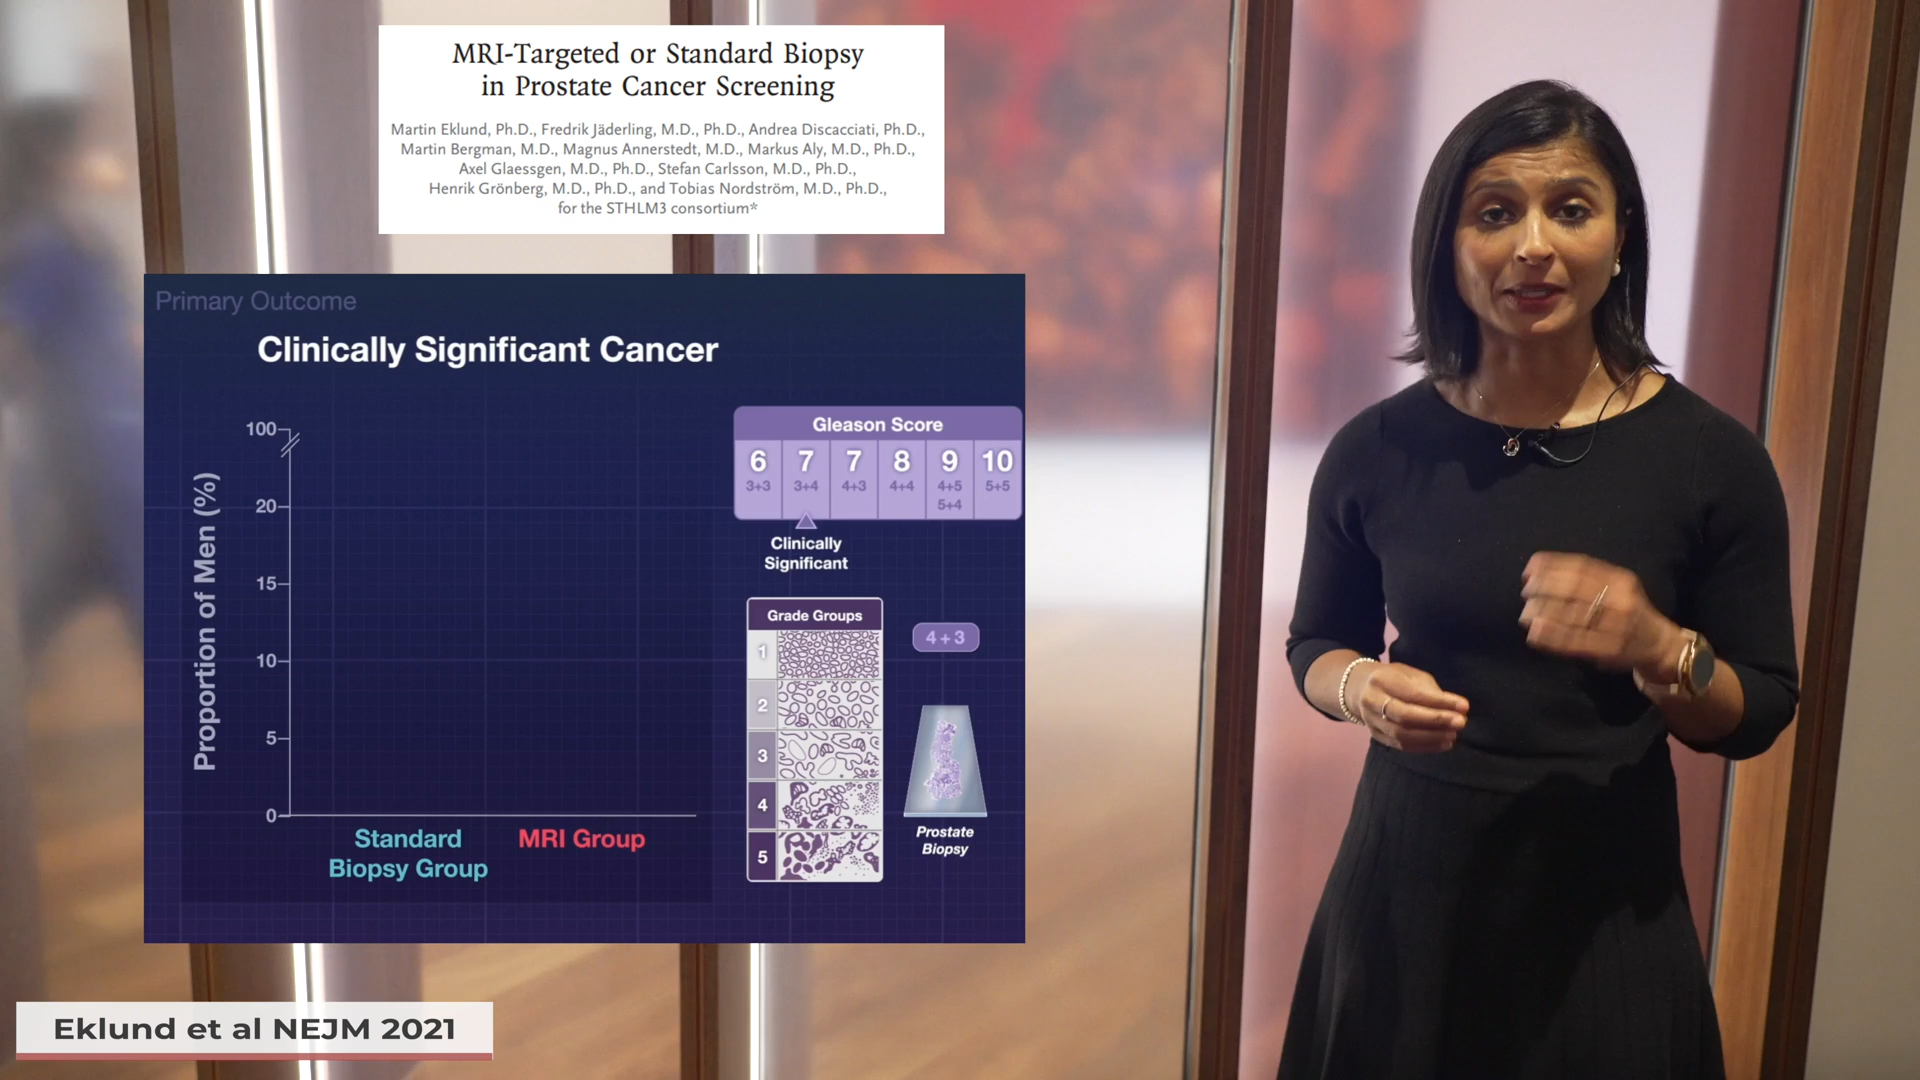 MRI-Targeted or Standard Biopsy
in Prostate Cancer Screening
Martin Eklund, Ph.D., Fredrik Jäderling, M.D., Ph.D., Andrea Discacciati, Ph.D.,
Martin Bergman, M.D., Magnus Annerstedt, M.D., Markus Aly, M.D., Ph.D.,
Axel Glaessgen, M.D., Ph.D., Stefan Carlsson, M.D., Ph.D.,
Henrik Grönberg, M.D., Ph.D., and Tobias Nordström, M.D., Ph.D.,
for the STHLM3 consortium*
Primary Outcome
Clinically Significant Cancer
Proportion of Men (%)
100
20
15
10
5
0
Standard
Biopsy Group
MRI Group
Gleason Score
6 7 7 8 9 10
3+3 3+4 4+3 4+4 4+5 5+5
5+4
Clinically
Significant
Grade Groups
1
2
3
4
5
4 + 3
Prostate
Biopsy
Eklund et al NEJM 2021